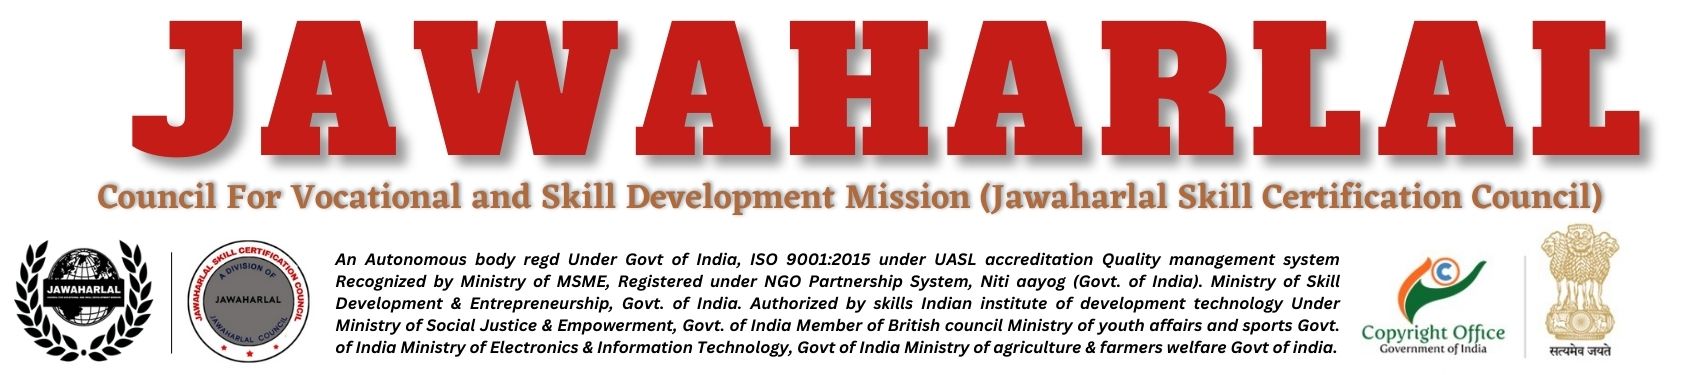 JAWAHARLAL
Council For Vocational and Skill Development Mission (Jawaharlal Skill Certification Council)
JAWAHARLAL
JAWAHARLAL SKILL CERTIFICATION COUNCIL
A DIVISION OF
JAWAHARLAL
JAWAHARLAL COUNCIL
An Autonomous body regd Under Govt of India, ISO 9001:2015 under UASL accreditation Quality management system
Recognized by Ministry of MSME, Registered under NGO Partnership System, Niti aayog (Govt. of India). Ministry of Skill
Development & Entrepreneurship, Govt. of India. Authorized by skills Indian institute of development technology Under
Ministry of Social Justice & Empowerment, Govt. of India Member of British council Ministry of youth affairs and sports Govt.
of India Ministry of Electronics & Information Technology, Govt of India Ministry of agriculture & farmers welfare Govt of india.
C
Copyright Office
Government of India
सत्यमेव जयते